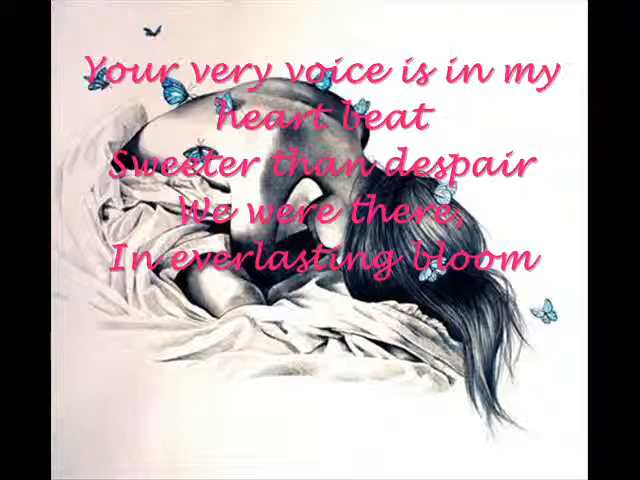 Your very voice is in my
heart beat
Sweeter than despair
We were there,
In everlasting bloom